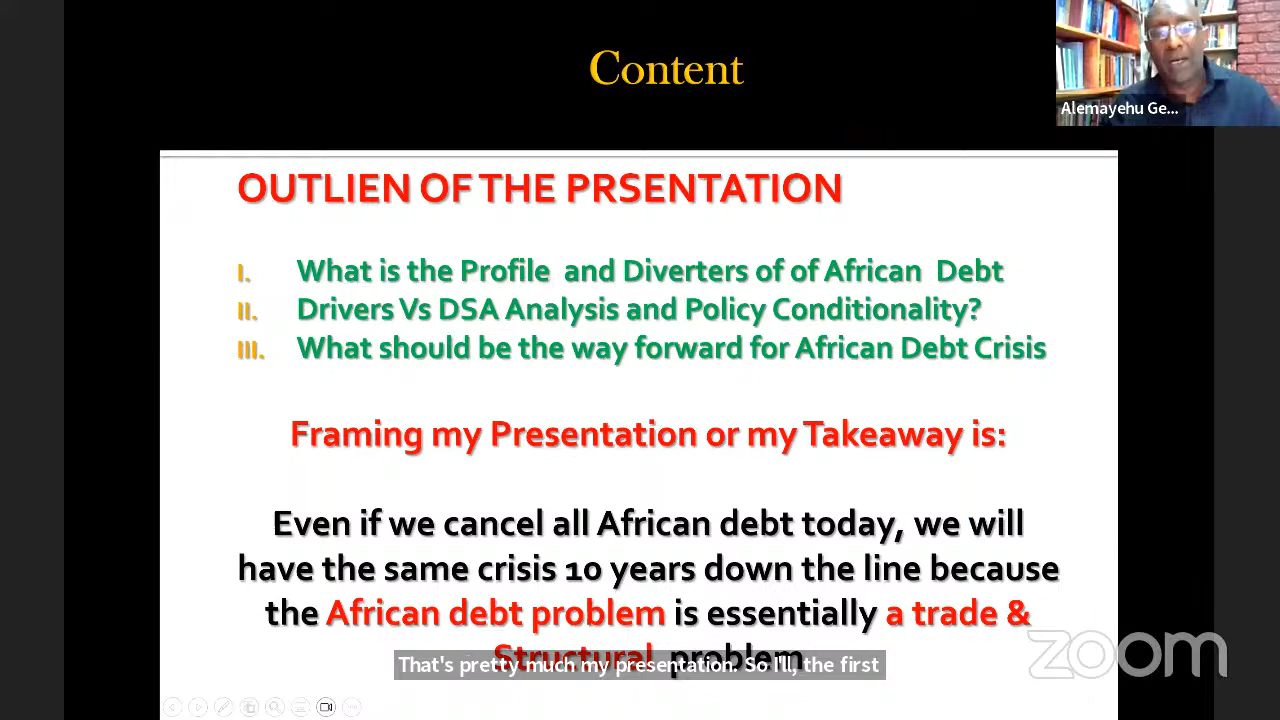 Content
Alemayehu Ge...
OUTLIEN OF THE PRSENTATION
I. What is the Profile and Diverters of of African Debt
II. Drivers Vs DSA Analysis and Policy Conditionality?
III. What should be the way forward for African Debt Crisis
Framing my Presentation or my Takeaway is:
Even if we cancel all African debt today, we will
have the same crisis 10 years down the line because
the African debt problem is essentially a trade &
Structural problem
That's pretty much my presentation. So I'll, the first
zoom